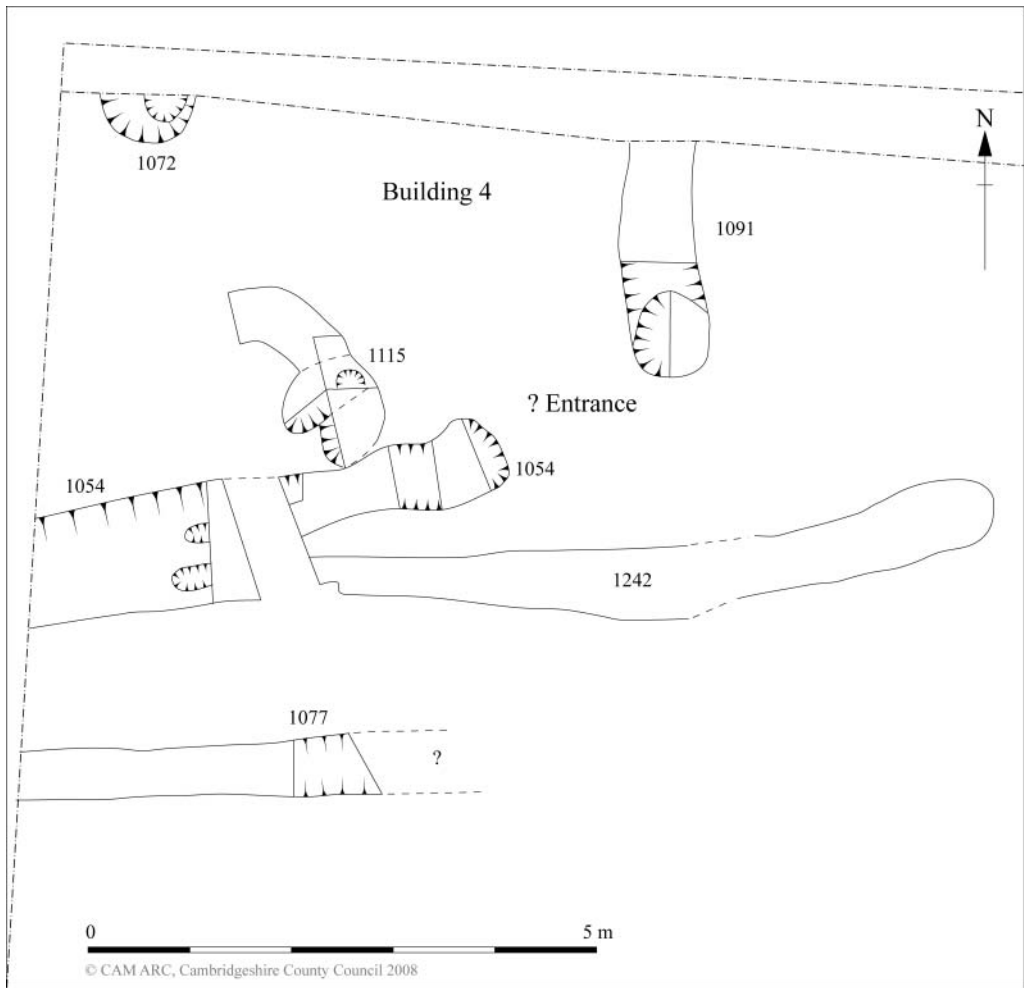 N
1072
Building 4
1091
1115
? Entrance
1054
1054
1242
1077
?
0 5 m
© CAM ARC, Cambridgeshire County Council 2008